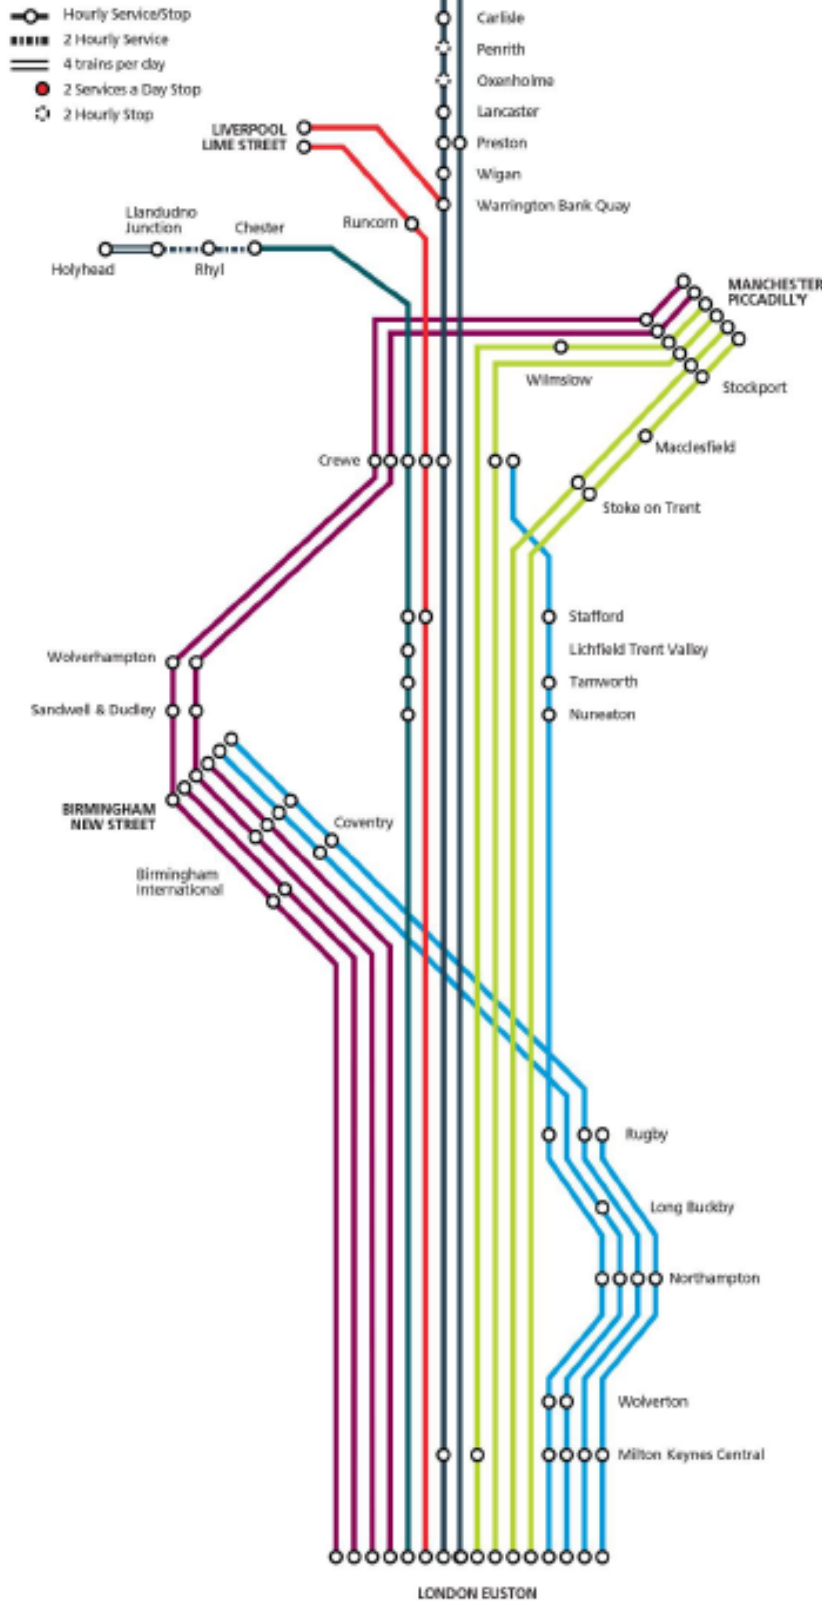 Hourly Service/Stop
2 Hourly Service
4 trains per day
2 Services a Day Stop
2 Hourly Stop
Carlisle
Penrith
Oxenholme
Lancaster
LIVERPOOL
LIME STREET
Preston
Wigan
Warrington Bank Quay
Runcorn
Llandudno
Junction
Chester
Holyhead
Rhyl
MANCHESTER
PICCADILLY
Wilmslow
Stockport
Macclesfield
Crewe
Stoke on Trent
Stafford
Lichfield Trent Valley
Wolverhampton
Tamworth
Sandwell & Dudley
Nuneaton
BIRMINGHAM
NEW STREET
Coventry
Birmingham
International
Rugby
Long Buckby
Northampton
Wolverton
Milton Keynes Central
LONDON EUSTON